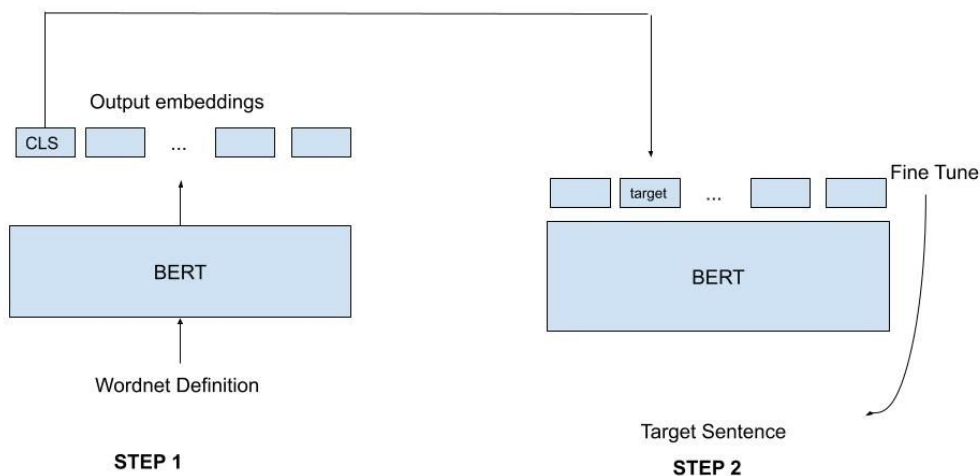 Output embeddings
CLS
...
BERT
Wordnet Definition
STEP 1
Fine Tune
target
...
BERT
Target Sentence
STEP 2